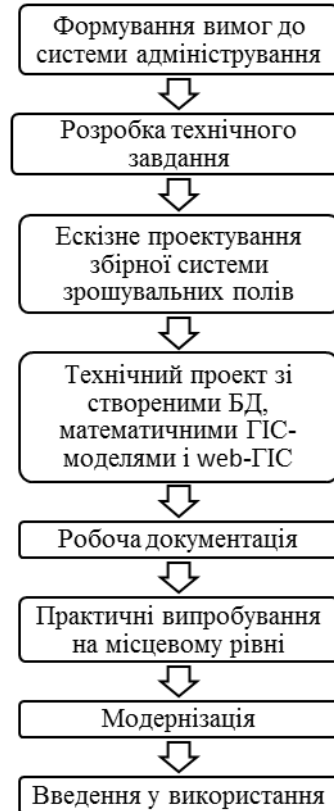 Формування вимог до
системи адміністрування
Розробка технічного
завдання
Ескізне проектування
збірної системи
зрошувальних полів
Технічний проект зі
створеними БД,
математичними ГІС-
моделями і web-ГІС
Робоча документація
Практичні випробування
на місцевому рівні
Модернізація
Введення у використання